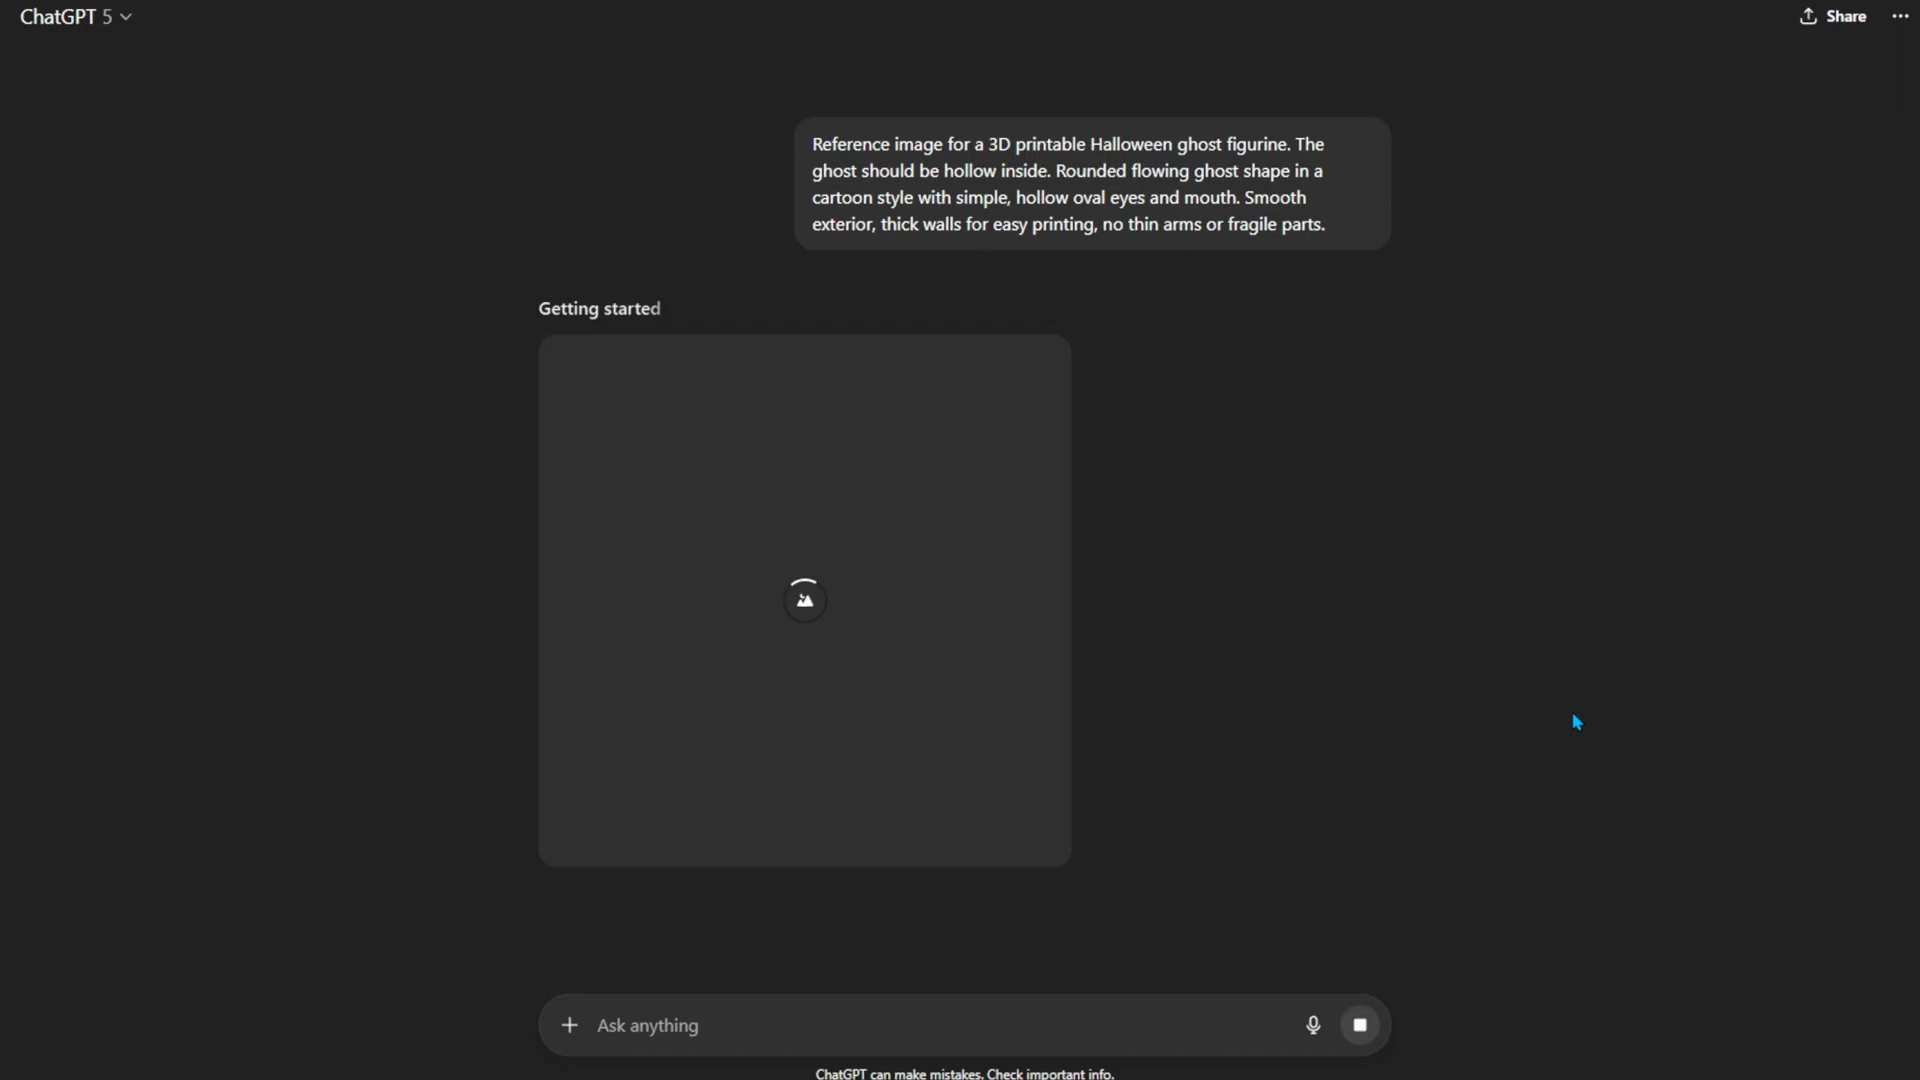 ChatGPT 5
Share
Reference image for a 3D printable Halloween ghost figurine. The
ghost should be hollow inside. Rounded flowing ghost shape in a
cartoon style with simple, hollow oval eyes and mouth. Smooth
exterior, thick walls for easy printing, no thin arms or fragile parts.
Getting started
Ask anything
ChatGPT can make mistakes. Check important info.